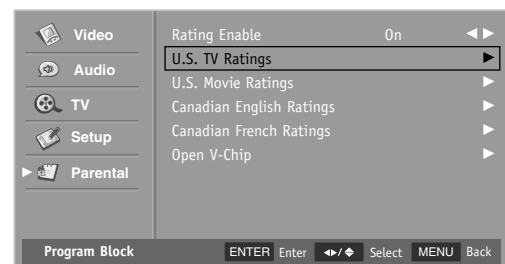 Video
Audio
TV
Setup
Parental
Rating Enable On
U.S. TV Ratings
U.S. Movie Ratings
Canadian English Ratings
Canadian French Ratings
Open V-Chip
Program Block ENTER Enter / Select MENU Back